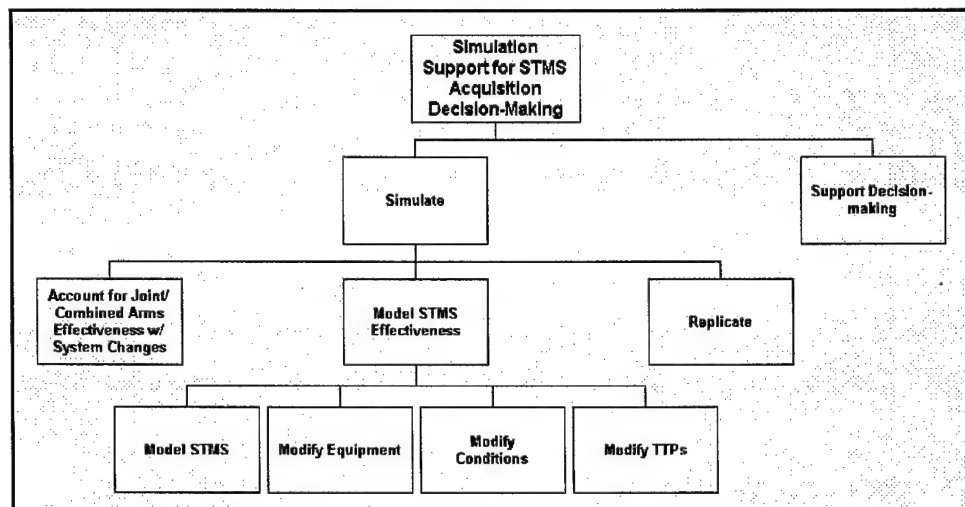 Simulation
Support for STMS
Acquisition
Decision-Making
Simulate
Support Decision-
making
Account for Joint/
Combined Arms
Effectiveness w/
System Changes
Model STMS
Effectiveness
Replicate
Model STMS
Modify Equipment
Modify
Conditions
Modify TTPs